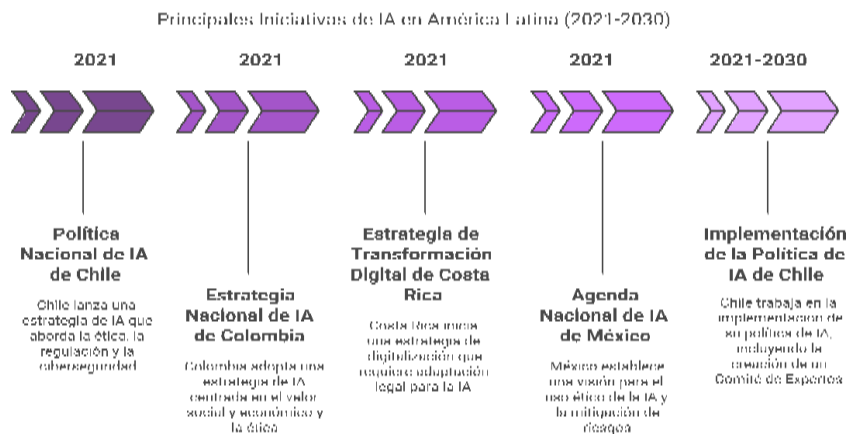 Principales Iniciativas de IA en América Latina (2021-2030)
2021
2021
2021
2021
2021-2030
Política
Nacional de IA
de Chile
Chile lanza una
estrategia de IA que
aborda la ética, la
regulación y la
ciberseguridad
Estrategia
Nacional de IA
de Colombia
Colombia adopta una
estrategia de IA
centrada en el valor
social y económico y
la ética
Estrategia de
Transformación
Digital de Costa
Rica
Costa Rica inicia
una estrategia de
digitalización que
requiere adaptación
legal para la IA
Agenda
Nacional de IA
de México
México establece
una visión para el
uso ético de la IA y
la mitigación de
riesgos
Implementación
de la Política de
IA de Chile
Chile trabaja en la
implementación de
su política de IA,
incluyendo la
creación de un
Comité de Expertos